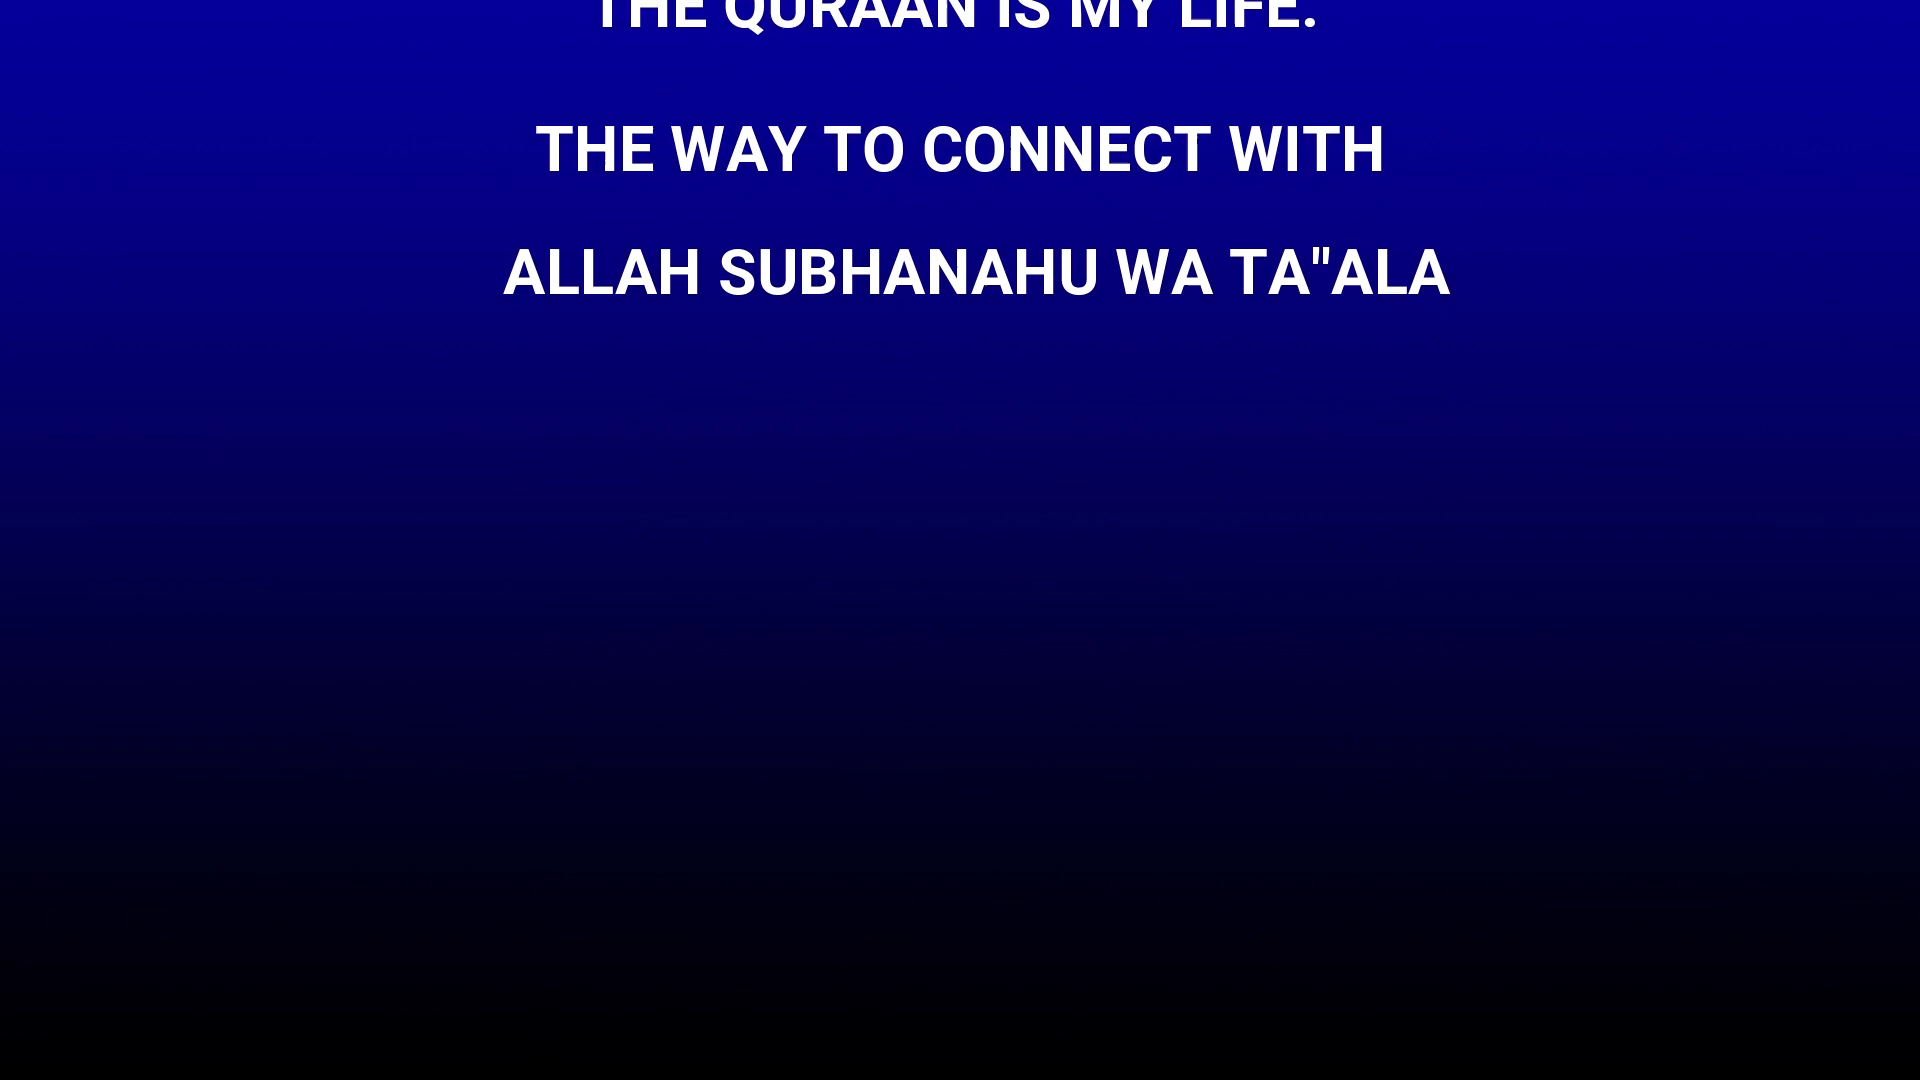 THE QURAAN IS MY LIFE.
THE WAY TO CONNECT WITH
ALLAH SUBHANAHU WA TA"ALA